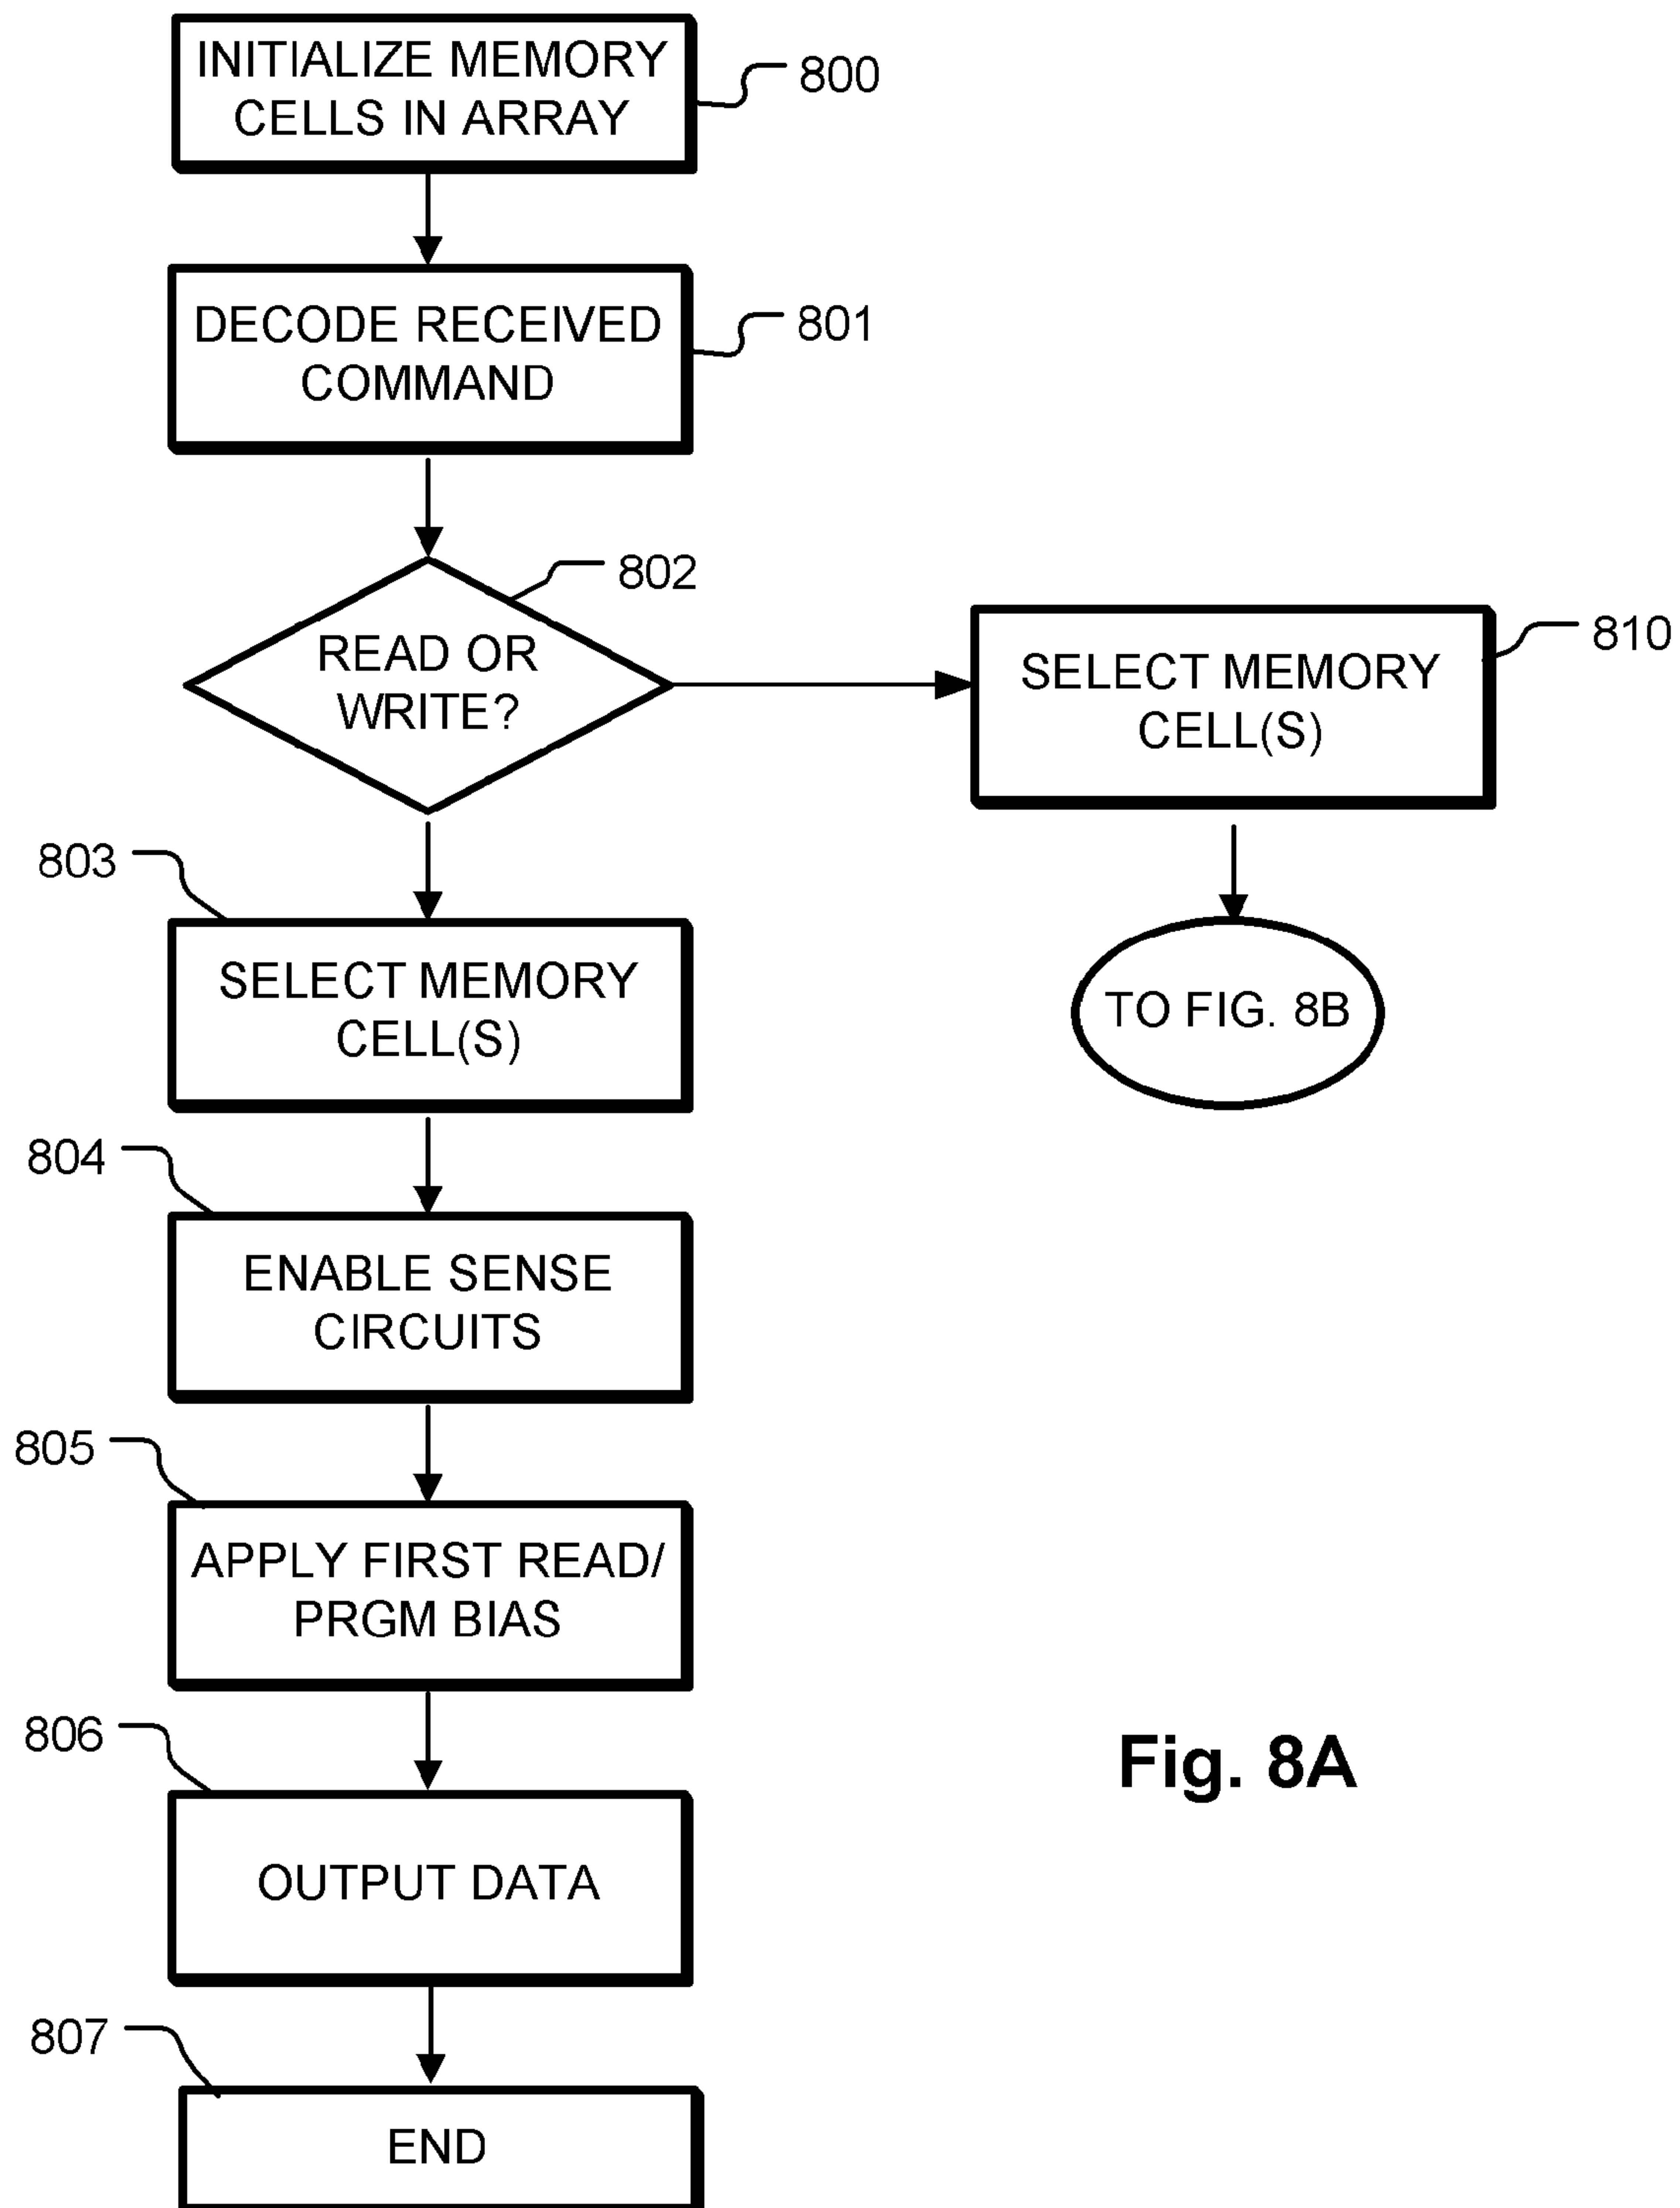 INITIALIZE MEMORY
CELLS IN ARRAY
800
DECODE RECEIVED
COMMAND
801
802
READ OR
WRITE?
810
SELECT MEMORY
CELL(S)
803
SELECT MEMORY
CELL(S)
TO FIG. 8B
804
ENABLE SENSE
CIRCUITS
805
APPLY FIRST READ/
PRGM BIAS
806
OUTPUT DATA
Fig. 8A
807
END